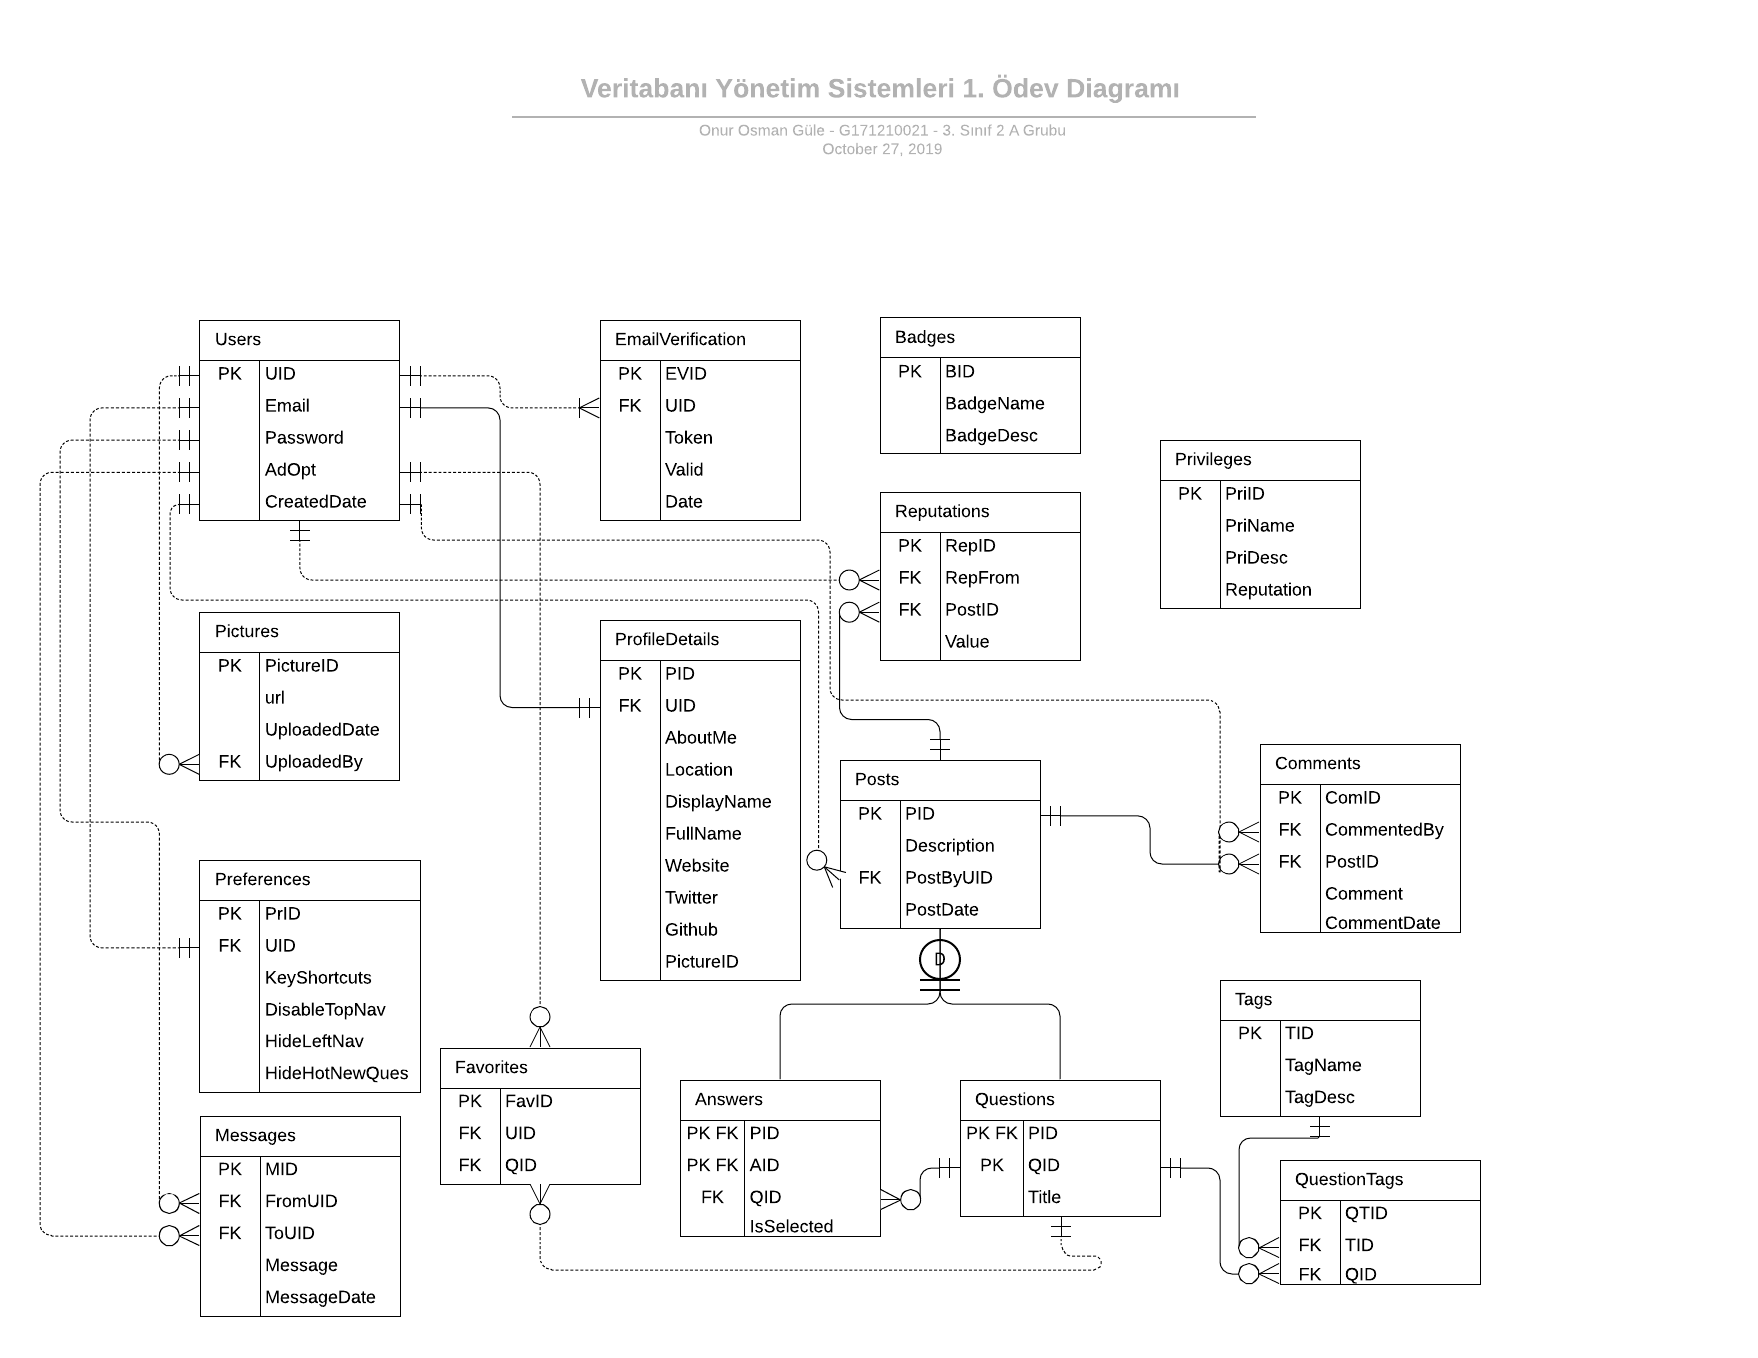 Veritabanı Yönetim Sistemleri 1. Ödev Diagramı
Onur Osman Güle - G171210021 - 3. Sınıf 2 A Grubu
October 27, 2019
Users
PK UID
Email
Password
AdOpt
CreatedDate
EmailVerification
PK EVID
FK UID
Token
Valid
Date
Badges
PK BID
BadgeName
BadgeDesc
Privileges
PK PriID
PriName
PriDesc
Reputation
Reputations
PK RepID
FK RepFrom
FK PostID
Value
Pictures
PK PictureID
url
UploadedDate
FK UploadedBy
ProfileDetails
PK PID
FK UID
AboutMe
Location
DisplayName
FullName
Website
Twitter
Github
PictureID
Posts
PK PID
Description
FK PostByUID
PostDate
D
Comments
PK ComID
FK CommentedBy
FK PostID
Comment
CommentDate
Preferences
PK PrID
FK UID
KeyShortcuts
DisableTopNav
HideLeftNav
HideHotNewQues
Messages
PK MID
FK FromUID
FK ToUID
Message
MessageDate
Favorites
PK FavID
FK UID
FK QID
Answers
PK FK PID
PK FK AID
FK QID
IsSelected
Questions
PK FK PID
PK QID
Title
Tags
PK TID
TagName
TagDesc
QuestionTags
PK QTID
FK TID
FK QID